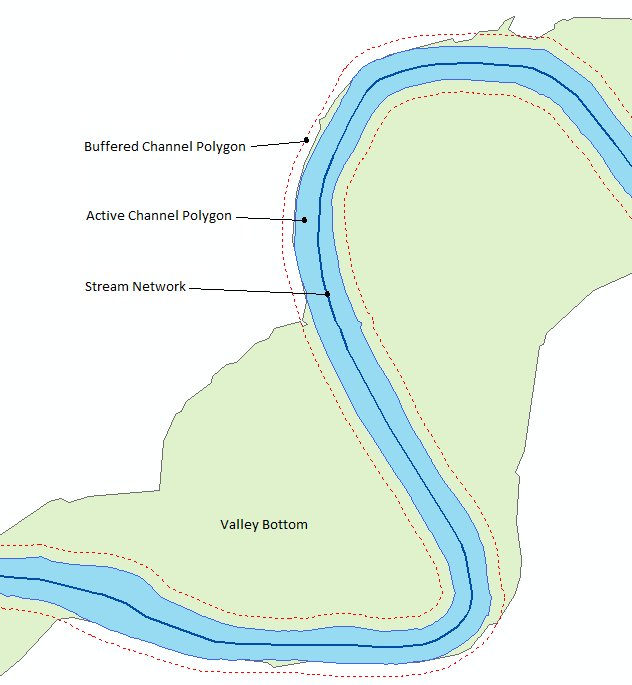 Buffered Channel Polygon
Active Channel Polygon
Stream Network
Valley Bottom